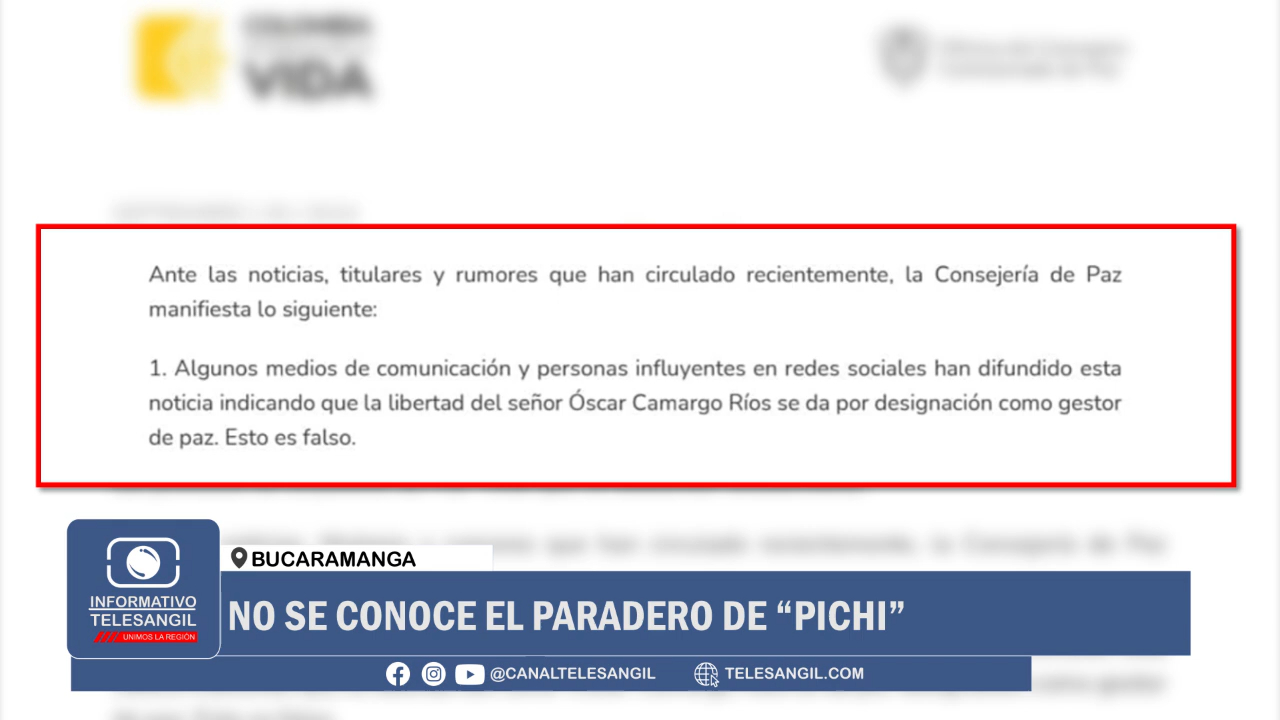 COLOMBIA
VIDA
Ante las noticias, titulares y rumores que han circulado recientemente, la Consejería de Paz
manifiesta lo siguiente:
1. Algunos medios de comunicación y personas influyentes en redes sociales han difundido esta
noticia indicando que la libertad del señor Óscar Camargo Ríos se da por designación como gestor
de paz. Esto es falso.
BUCARAMANGA
INFORMATIVO
TELESANGIL
UNIMOS LA REGIÓN
NO SE CONOCE EL PARADERO DE “PICHI”
@CANALTELESANGIL
TELESANGIL.COM